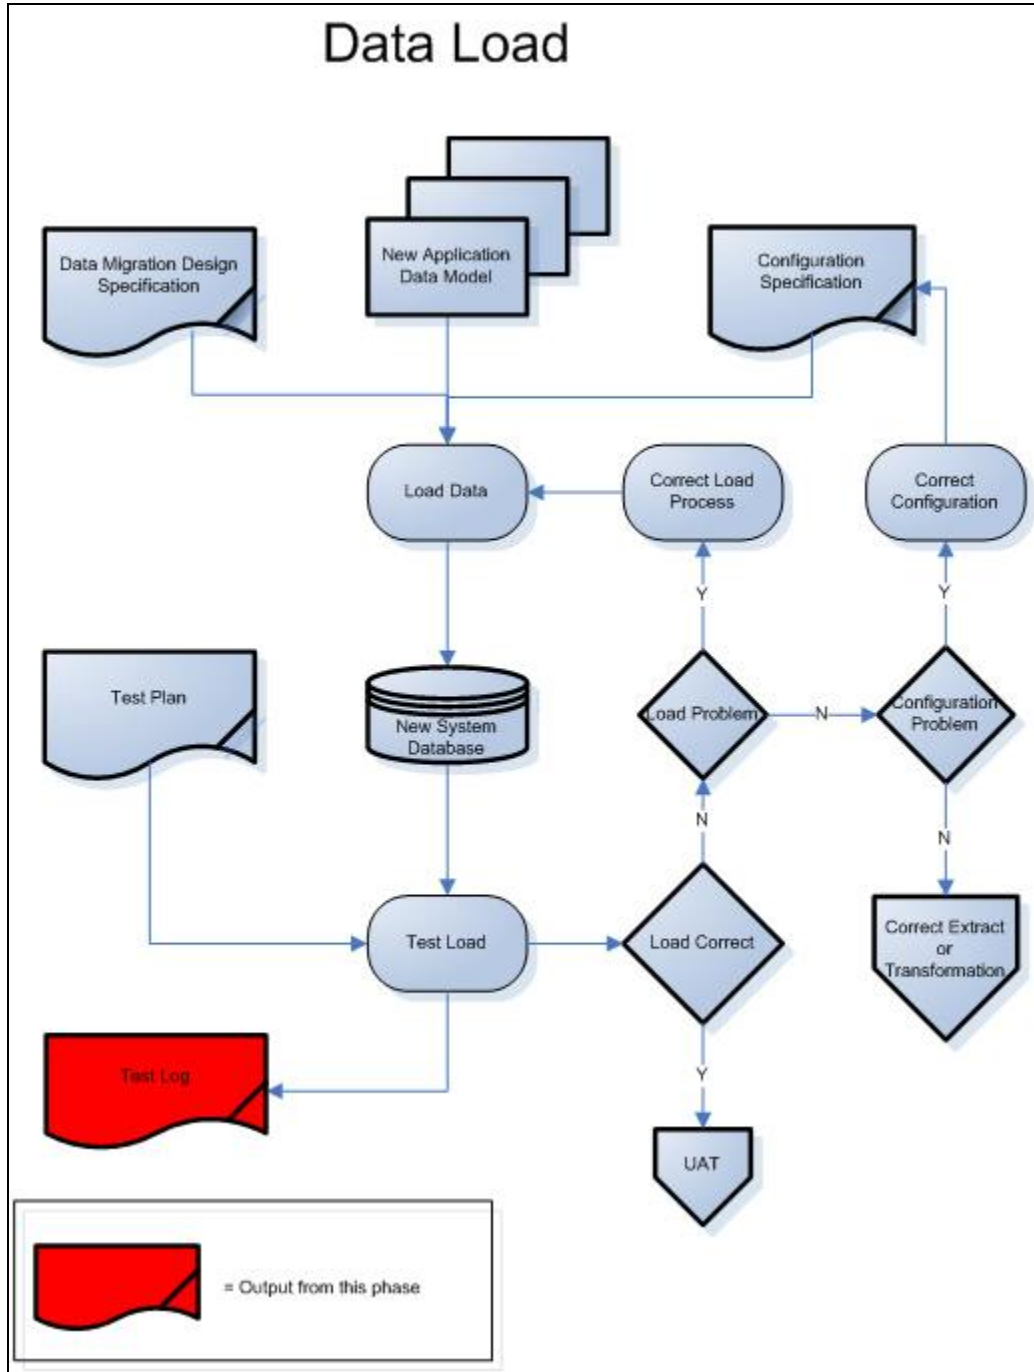 Data Load
Data Migration Design
Specification
New Application
Data Model
Configuration
Specification
Load Data
Correct Load
Process
Correct
Configuration
Y
Y
Test Plan
New System
Database
Load Problem
N
Configuration
Problem
N
N
Test Load
Load Correct
Correct Extract
or
Transformation
Test Log
Y
UAT
= Output from this phase